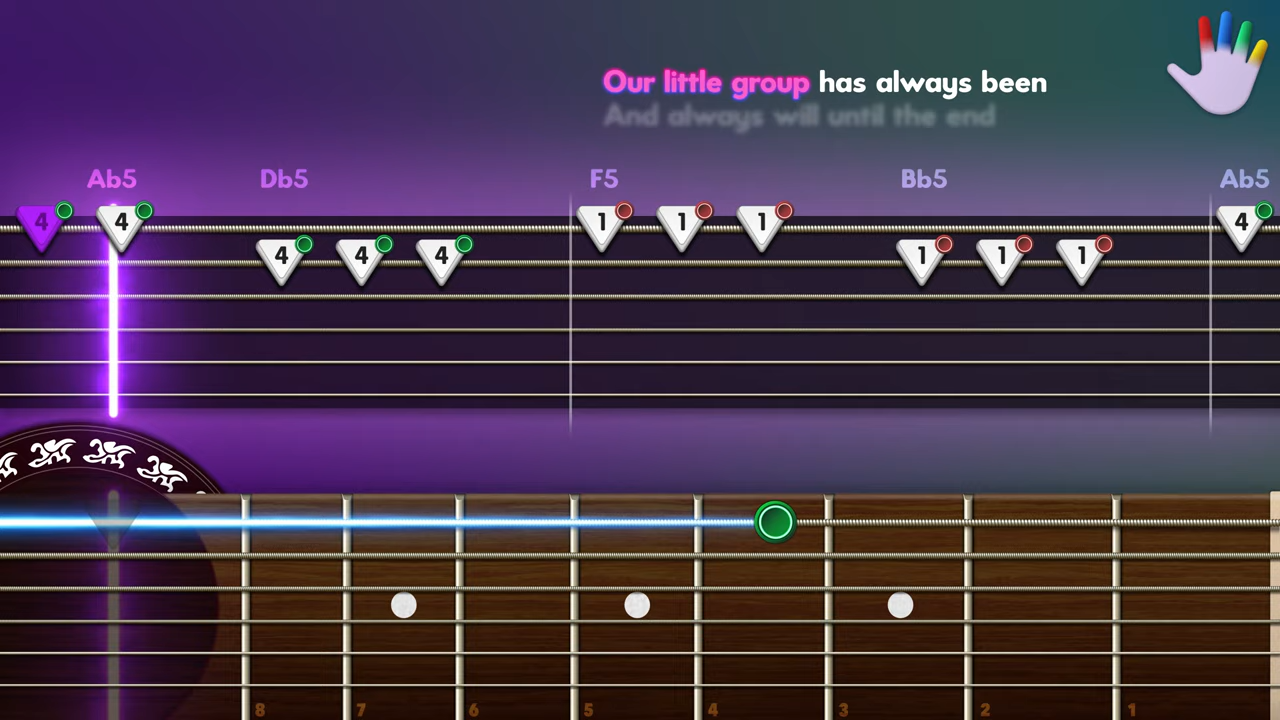 Our little group has always been
And always will until the end
Ab5 Db5 F5 Bb5 Ab5
4 4 1 1 1 4
4 4 4 1 1 1
8 7 6 5 4 3 2 1